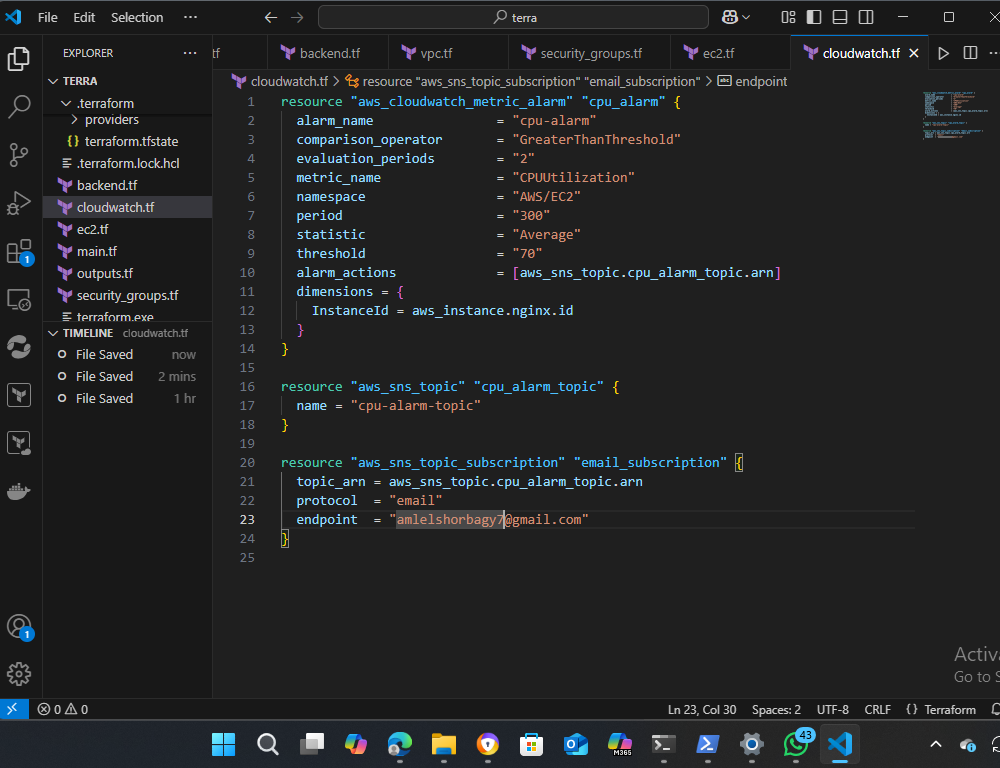 File Edit Selection ··· terra
EXPLORER ···
TERRA
.terraform
providers
terraform.tfstate
.terraform.lock.hcl
backend.tf
cloudwatch.tf
ec2.tf
main.tf
outputs.tf
security_groups.tf
terraform.exe
TIMELINE cloudwatch.tf
File Saved now
File Saved 2 mins
File Saved 1 hr
tf backend.tf vpc.tf security_groups.tf ec2.tf cloudwatch.tf
cloudwatch.tf > resource "aws_sns_topic_subscription" "email_subscription" > endpoint
1 resource "aws_cloudwatch_metric_alarm" "cpu_alarm" {
2 alarm_name = "cpu-alarm"
3 comparison_operator = "GreaterThanThreshold"
4 evaluation_periods = "2"
5 metric_name = "CPUUtilization"
6 namespace = "AWS/EC2"
7 period = "300"
8 statistic = "Average"
9 threshold = "70"
10 alarm_actions = [aws_sns_topic.cpu_alarm_topic.arn]
11 dimensions = {
12 InstanceId = aws_instance.nginx.id
13 }
14 }
15
16 resource "aws_sns_topic" "cpu_alarm_topic" {
17 name = "cpu-alarm-topic"
18 }
19
20 resource "aws_sns_topic_subscription" "email_subscription" {
21 topic_arn = aws_sns_topic.cpu_alarm_topic.arn
22 protocol = "email"
23 endpoint = "amlelshorbagy7@gmail.com"
24 }
25
1
1
Go to S
0 0 Ln 23, Col 30 Spaces: 2 UTF-8 CRLF {} Terraform
M365 43